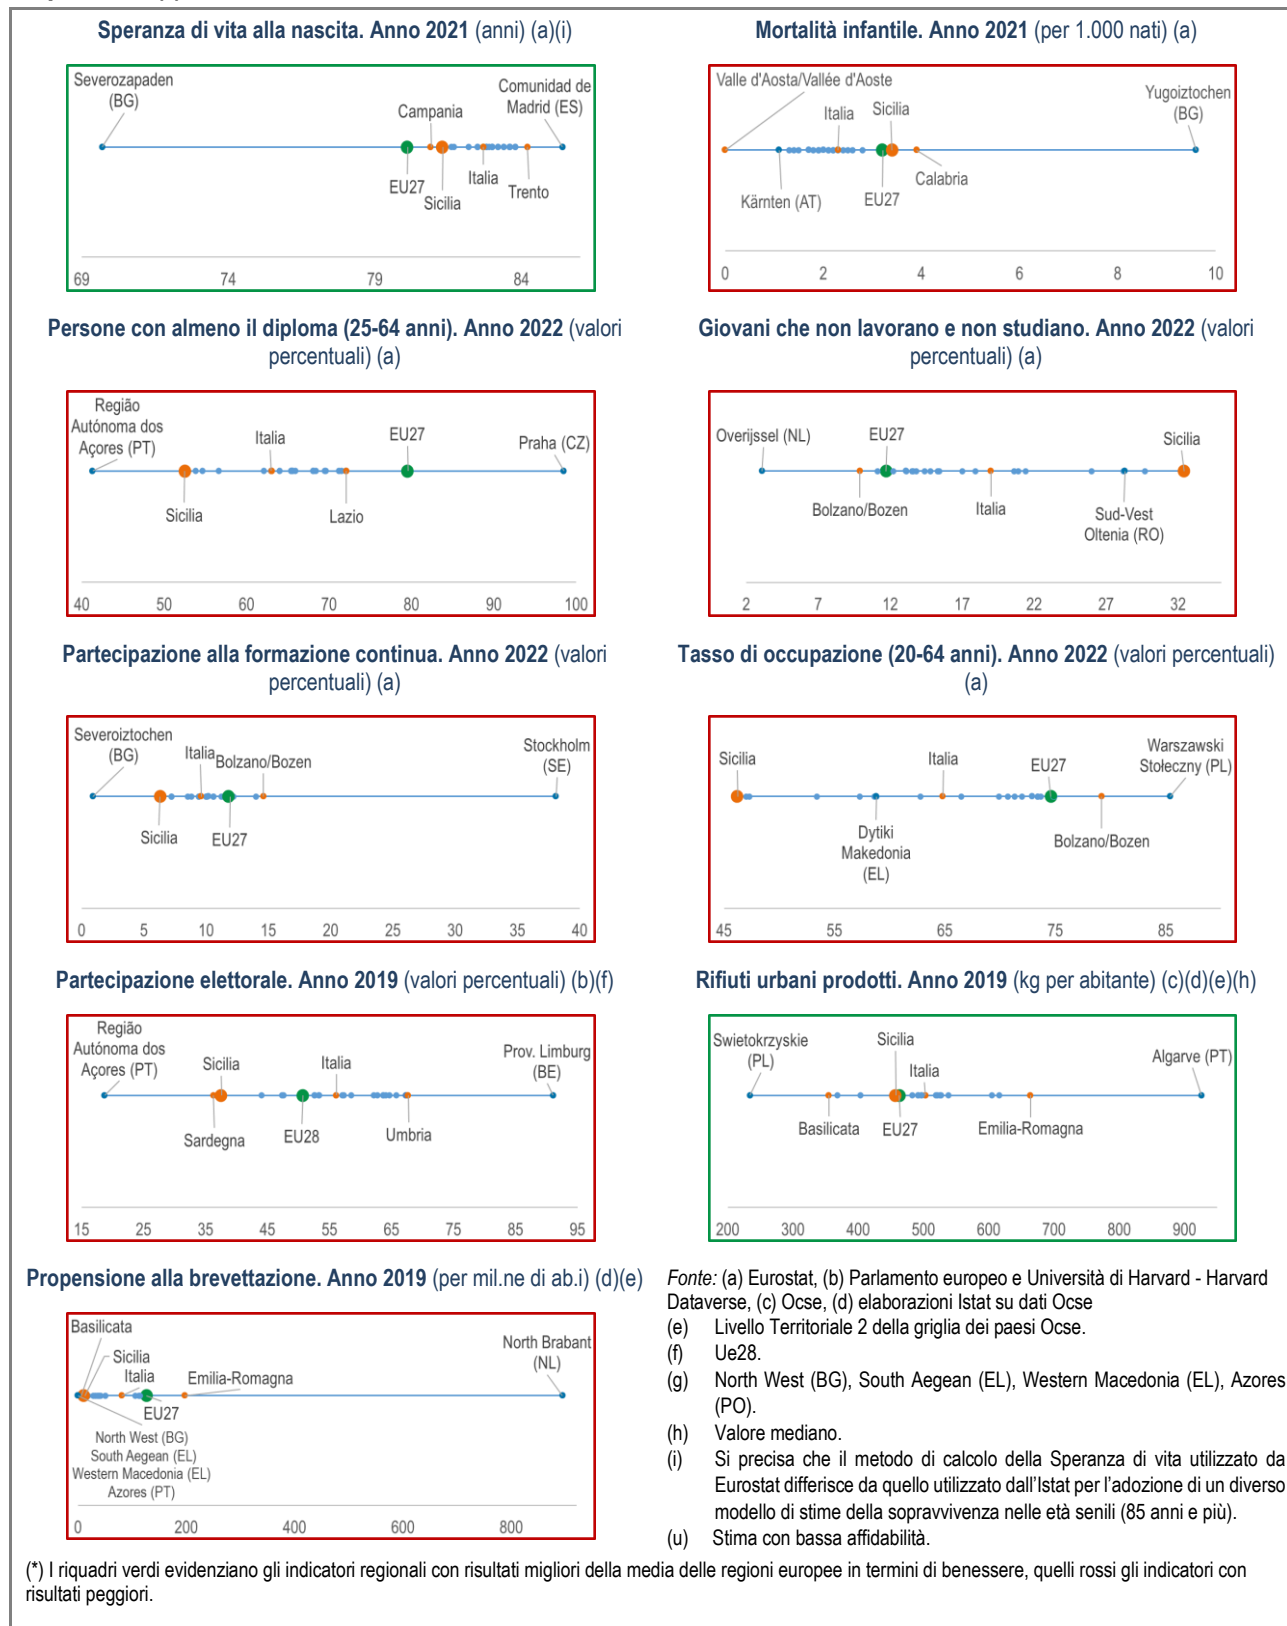 Speranza di vita alla nascita. Anno 2021 (anni) (a)(i)
Severozapaden
(BG)
Campania
Comunidad de
Madrid (ES)
EU27
Sicilia
Italia
Trento
69 74 79 84
Mortalità infantile. Anno 2021 (per 1.000 nati) (a)
Valle d'Aosta/Vallée d'Aoste
Italia
Sicilia
Yugoiztochen
(BG)
Kärnten (AT)
EU27
Calabria
0 2 4 6 8 10
Persone con almeno il diploma (25-64 anni). Anno 2022 (valori
percentuali) (a)
Região
Autónoma dos
Açores (PT)
Italia
EU27
Praha (CZ)
Sicilia
Lazio
40 50 60 70 80 90 100
Giovani che non lavorano e non studiano. Anno 2022 (valori
percentuali) (a)
Overijssel (NL)
EU27
Sicilia
Bolzano/Bozen
Italia
Sud-Vest
Oltenia (RO)
2 7 12 17 22 27 32
Partecipazione alla formazione continua. Anno 2022 (valori
percentuali) (a)
Severoiztochen
(BG)
Italia
Bolzano/Bozen
Stockholm
(SE)
Sicilia
EU27
0 5 10 15 20 25 30 35 40
Tasso di occupazione (20-64 anni). Anno 2022 (valori percentuali)
(a)
Sicilia
Italia
EU27
Warszawski
Stołeczny (PL)
Dytiki
Makedonia
(EL)
Bolzano/Bozen
45 55 65 75 85
Partecipazione elettorale. Anno 2019 (valori percentuali) (b)(f)
Região
Autónoma dos
Açores (PT)
Sicilia
Italia
Prov. Limburg
(BE)
Sardegna
EU28
Umbria
15 25 35 45 55 65 75 85 95
Rifiuti urbani prodotti. Anno 2019 (kg per abitante) (c)(d)(e)(h)
Swietokrzyskie
(PL)
Sicilia
Italia
Algarve (PT)
Basilicata
EU27
Emilia-Romagna
200 300 400 500 600 700 800 900
Propensione alla brevettazione. Anno 2019 (per mil.ne di ab.i) (d)(e)
Basilicata
Sicilia
Italia
Emilia-Romagna
North Brabant
(NL)
EU27
North West (BG)
South Aegean (EL)
Western Macedonia (EL)
Azores (PT)
0 200 400 600 800
Fonte: (a) Eurostat, (b) Parlamento europeo e Università di Harvard - Harvard
Dataverse, (c) Ocse, (d) elaborazioni Istat su dati Ocse
(e) Livello Territoriale 2 della griglia dei paesi Ocse.
(f) Ue28.
(g) North West (BG), South Aegean (EL), Western Macedonia (EL), Azores
(PO).
(h) Valore mediano.
(i) Si precisa che il metodo di calcolo della Speranza di vita utilizzato da
Eurostat differisce da quello utilizzato dall'Istat per l'adozione di un diverso
modello di stime della sopravvivenza nelle età senili (85 anni e più).
(u) Stima con bassa affidabilità.
(*) I riquadri verdi evidenziano gli indicatori regionali con risultati migliori della media delle regioni europee in termini di benessere, quelli rossi gli indicatori con
risultati peggiori.